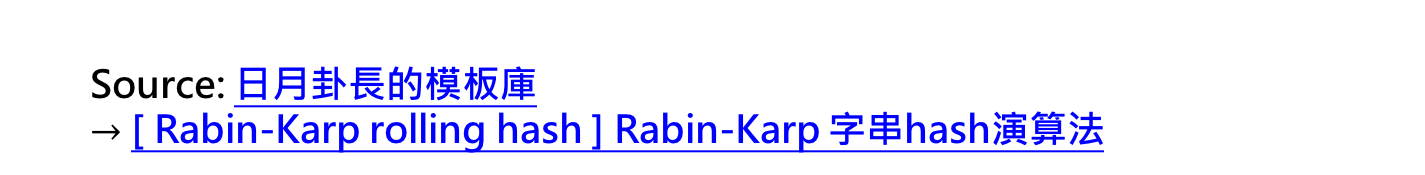 Source: 日月卦長的模板庫
→ [ Rabin-Karp rolling hash ] Rabin-Karp 字串hash演算法